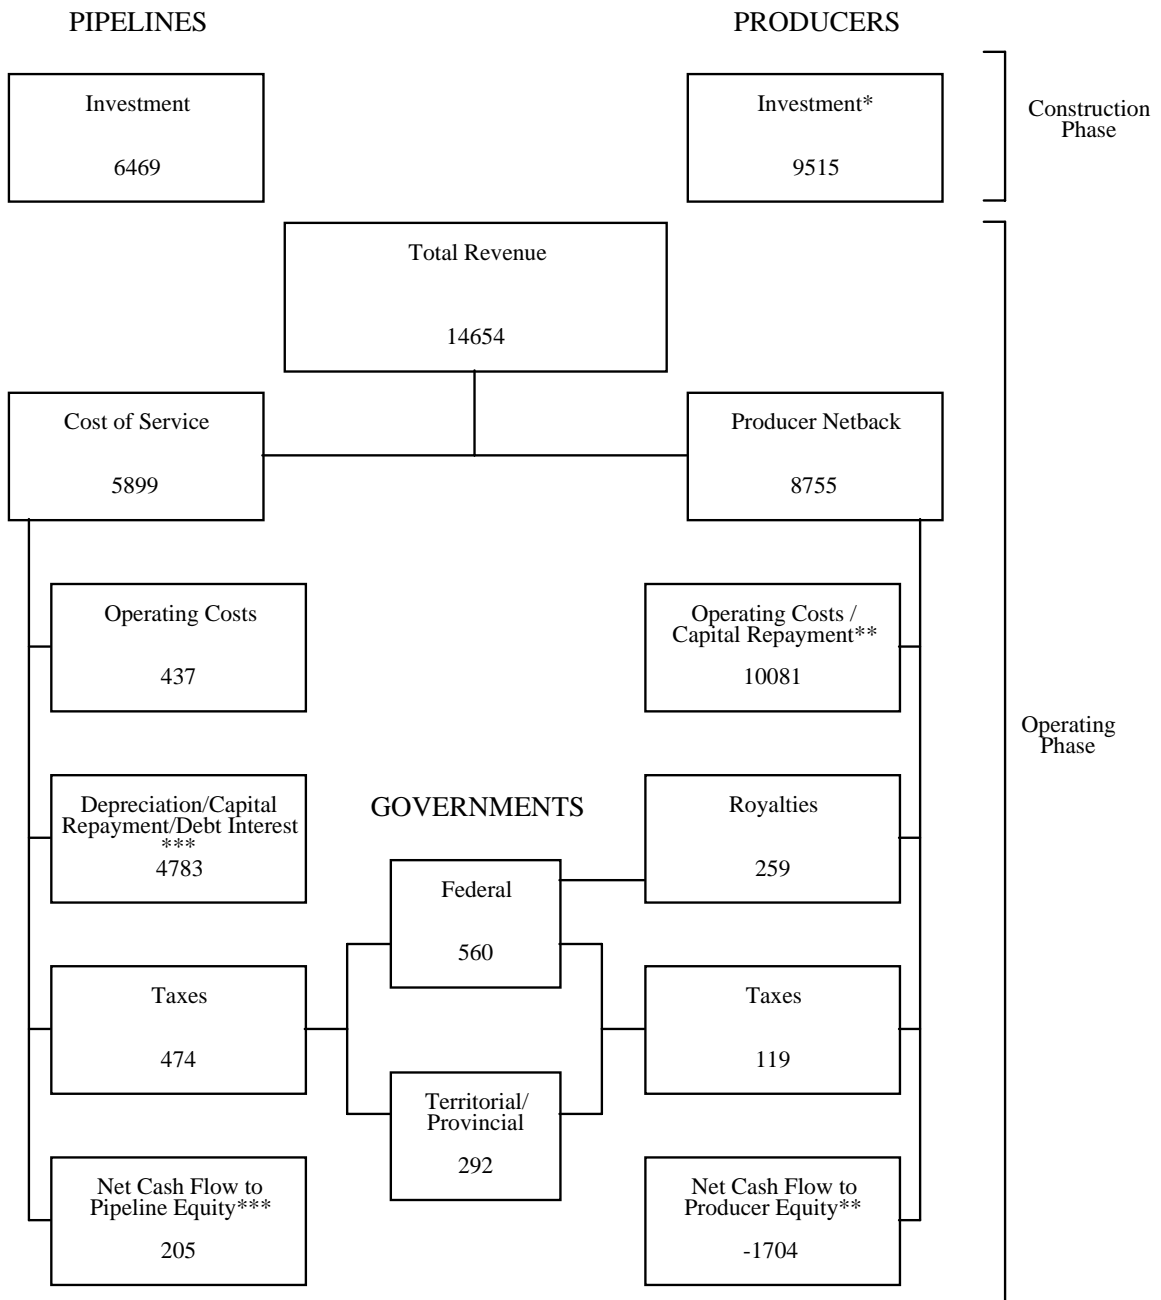 PIPELINES
PRODUCERS
Investment
6469
Investment*
9515
Construction
Phase
Total Revenue
14654
Cost of Service
5899
Producer Netback
8755
Operating Costs
437
Operating Costs /
Capital Repayment**
10081
Operating
Phase
Depreciation/Capital
Repayment/Debt Interest
***
4783
GOVERNMENTS
Royalties
259
Federal
560
Taxes
474
Taxes
119
Territorial/
Provincial
292
Net Cash Flow to
Pipeline Equity***
205
Net Cash Flow to
Producer Equity**
-1704